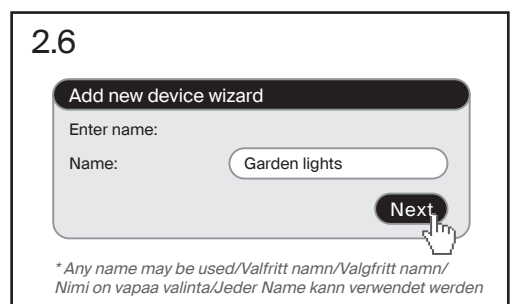 2.6
Add new device wizard
Enter name:
Name: Garden lights
Next
* Any name may be used/Valfritt namn/Valgfritt namn/
Nimi on vapaa valinta/Jeder Name kann verwendet werden